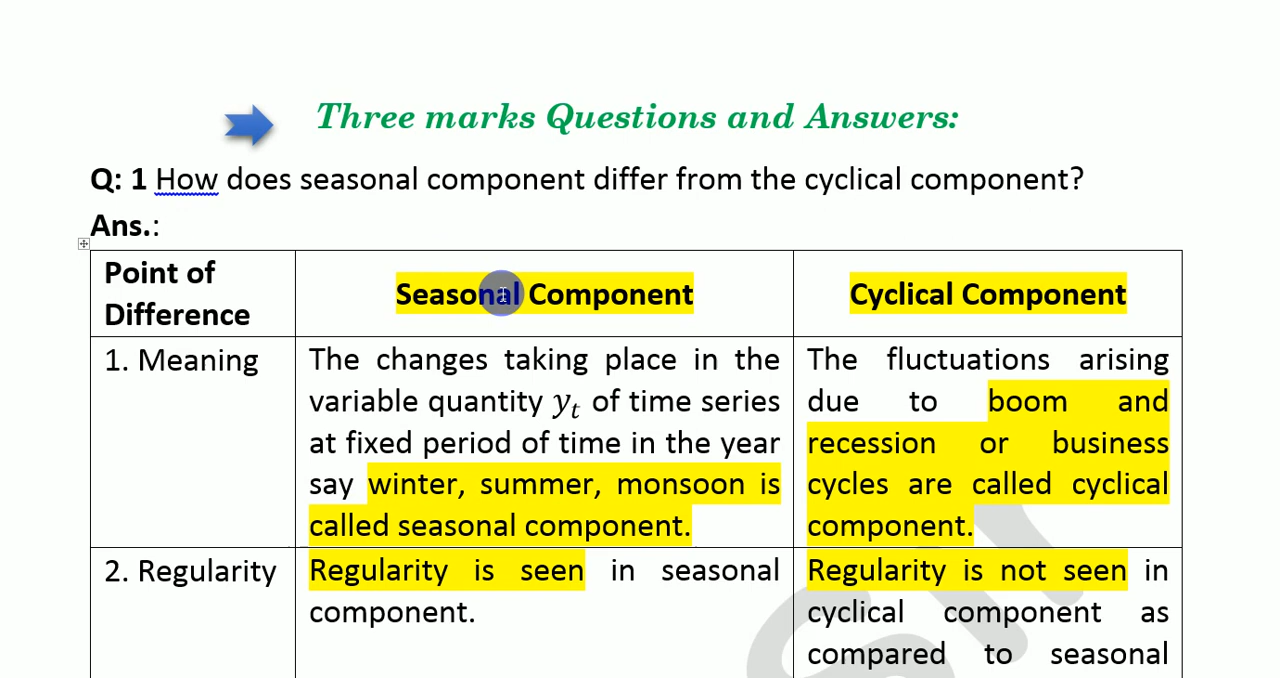 Three marks Questions and Answers:
Q: 1 How does seasonal component differ from the cyclical component?
Ans.:
Point of
Difference
Seasonal Component
Cyclical Component
1. Meaning
The changes taking place in the
variable quantity yₜ of time series
at fixed period of time in the year
say winter, summer, monsoon is
called seasonal component.
The fluctuations arising
due to boom and
recession or business
cycles are called cyclical
component.
2. Regularity
Regularity is seen in seasonal
component.
Regularity is not seen in
cyclical component as
compared to seasonal